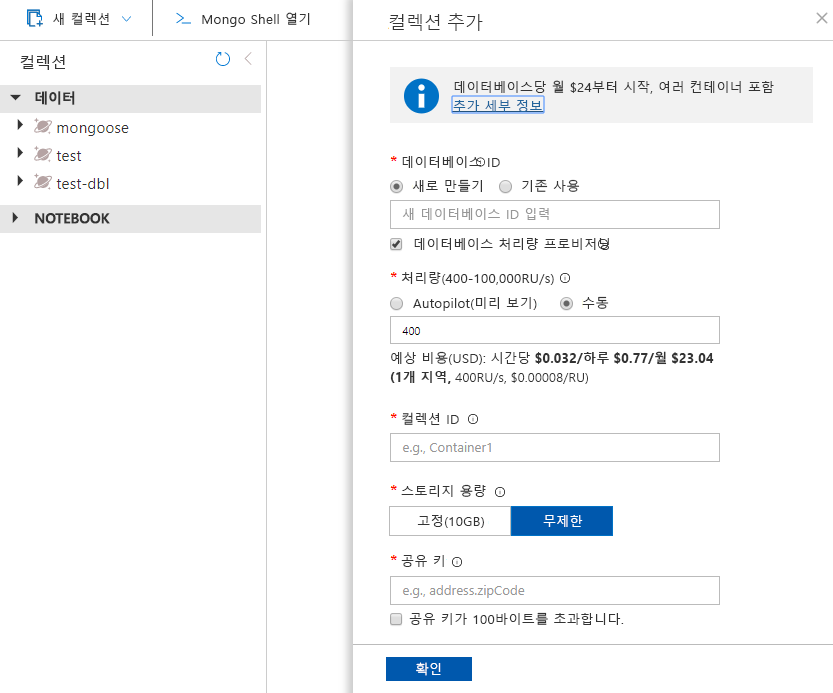 새 컬렉션
Mongo Shell 열기
컬렉션
데이터
mongoose
test
test-dbl
NOTEBOOK
컬렉션 추가
데이터베이스당 월 $24부터 시작, 여러 컨테이너 포함
추가 세부 정보
* 데이터베이스 ID
새로 만들기 기존 사용
새 데이터베이스 ID 입력
데이터베이스 처리량 프로비저닝
* 처리량(400-100,000RU/s)
Autopilot(미리 보기) 수동
400
예상 비용(USD): 시간당 $0.032/하루 $0.77/월 $23.04
(1개 지역, 400RU/s, $0.00008/RU)
* 컬렉션 ID
e.g., Container1
* 스토리지 용량
고정(10GB) 무제한
* 공유 키
e.g., address.zipCode
공유 키가 100바이트를 초과합니다.
확인